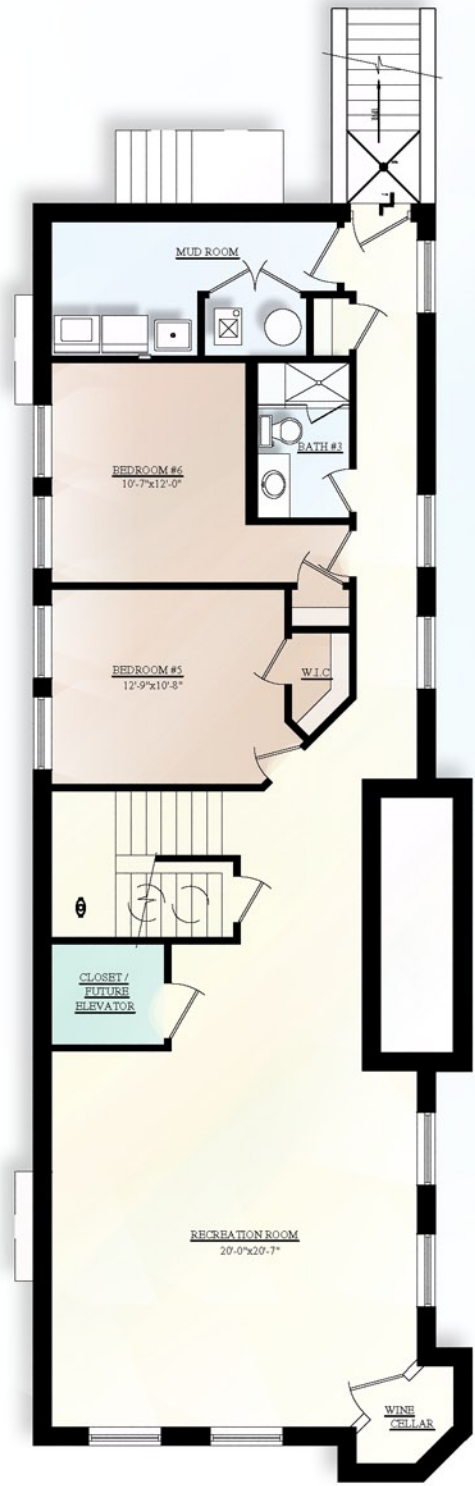 MUD ROOM
BATH #3
BEDROOM #6
10'-7"x12'-0"
BEDROOM #5
12'-9"x10'-8"
W.I.C
CLOSET /
FUTURE
ELEVATOR
RECREATION ROOM
20'-0"x20'-7"
WINE
CELLAR